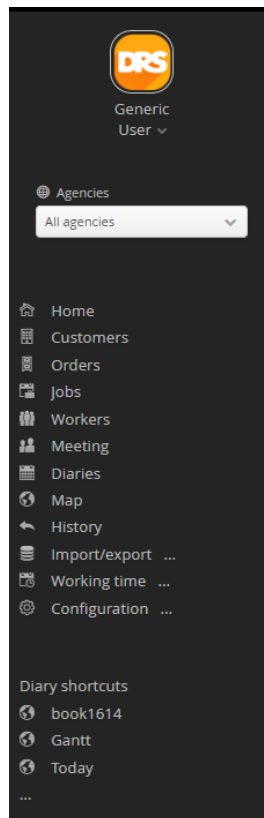 DRS
Generic
User
Agencies
All agencies
Home
Customers
Orders
Jobs
Workers
Meeting
Diaries
Map
History
Import/export ...
Working time ...
Configuration ...
Diary shortcuts
book1614
Gantt
Today
...